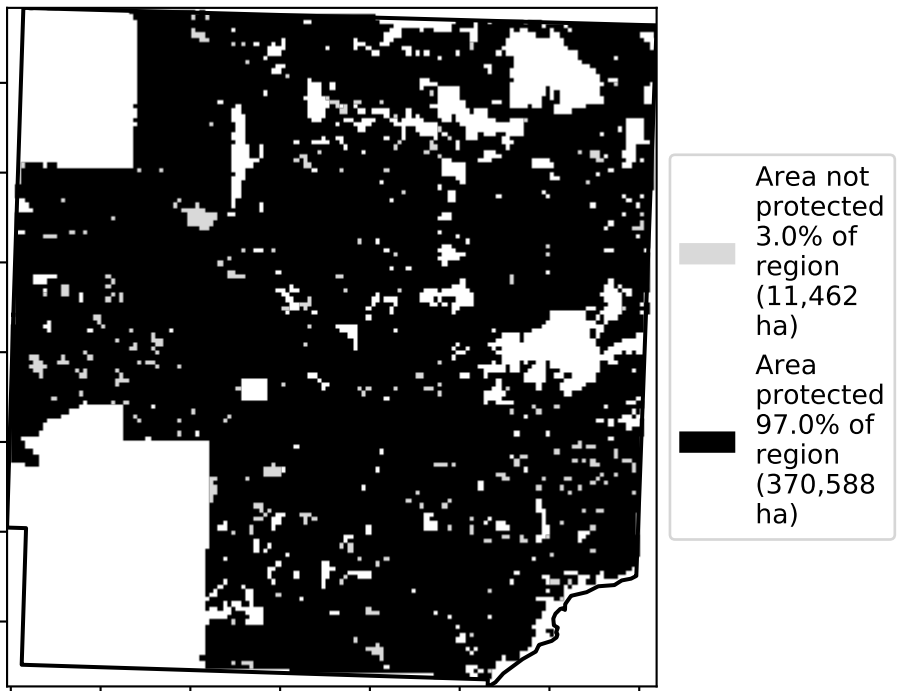 Area not
protected
3.0% of
region
(11,462
ha)
Area
protected
97.0% of
region
(370,588
ha)